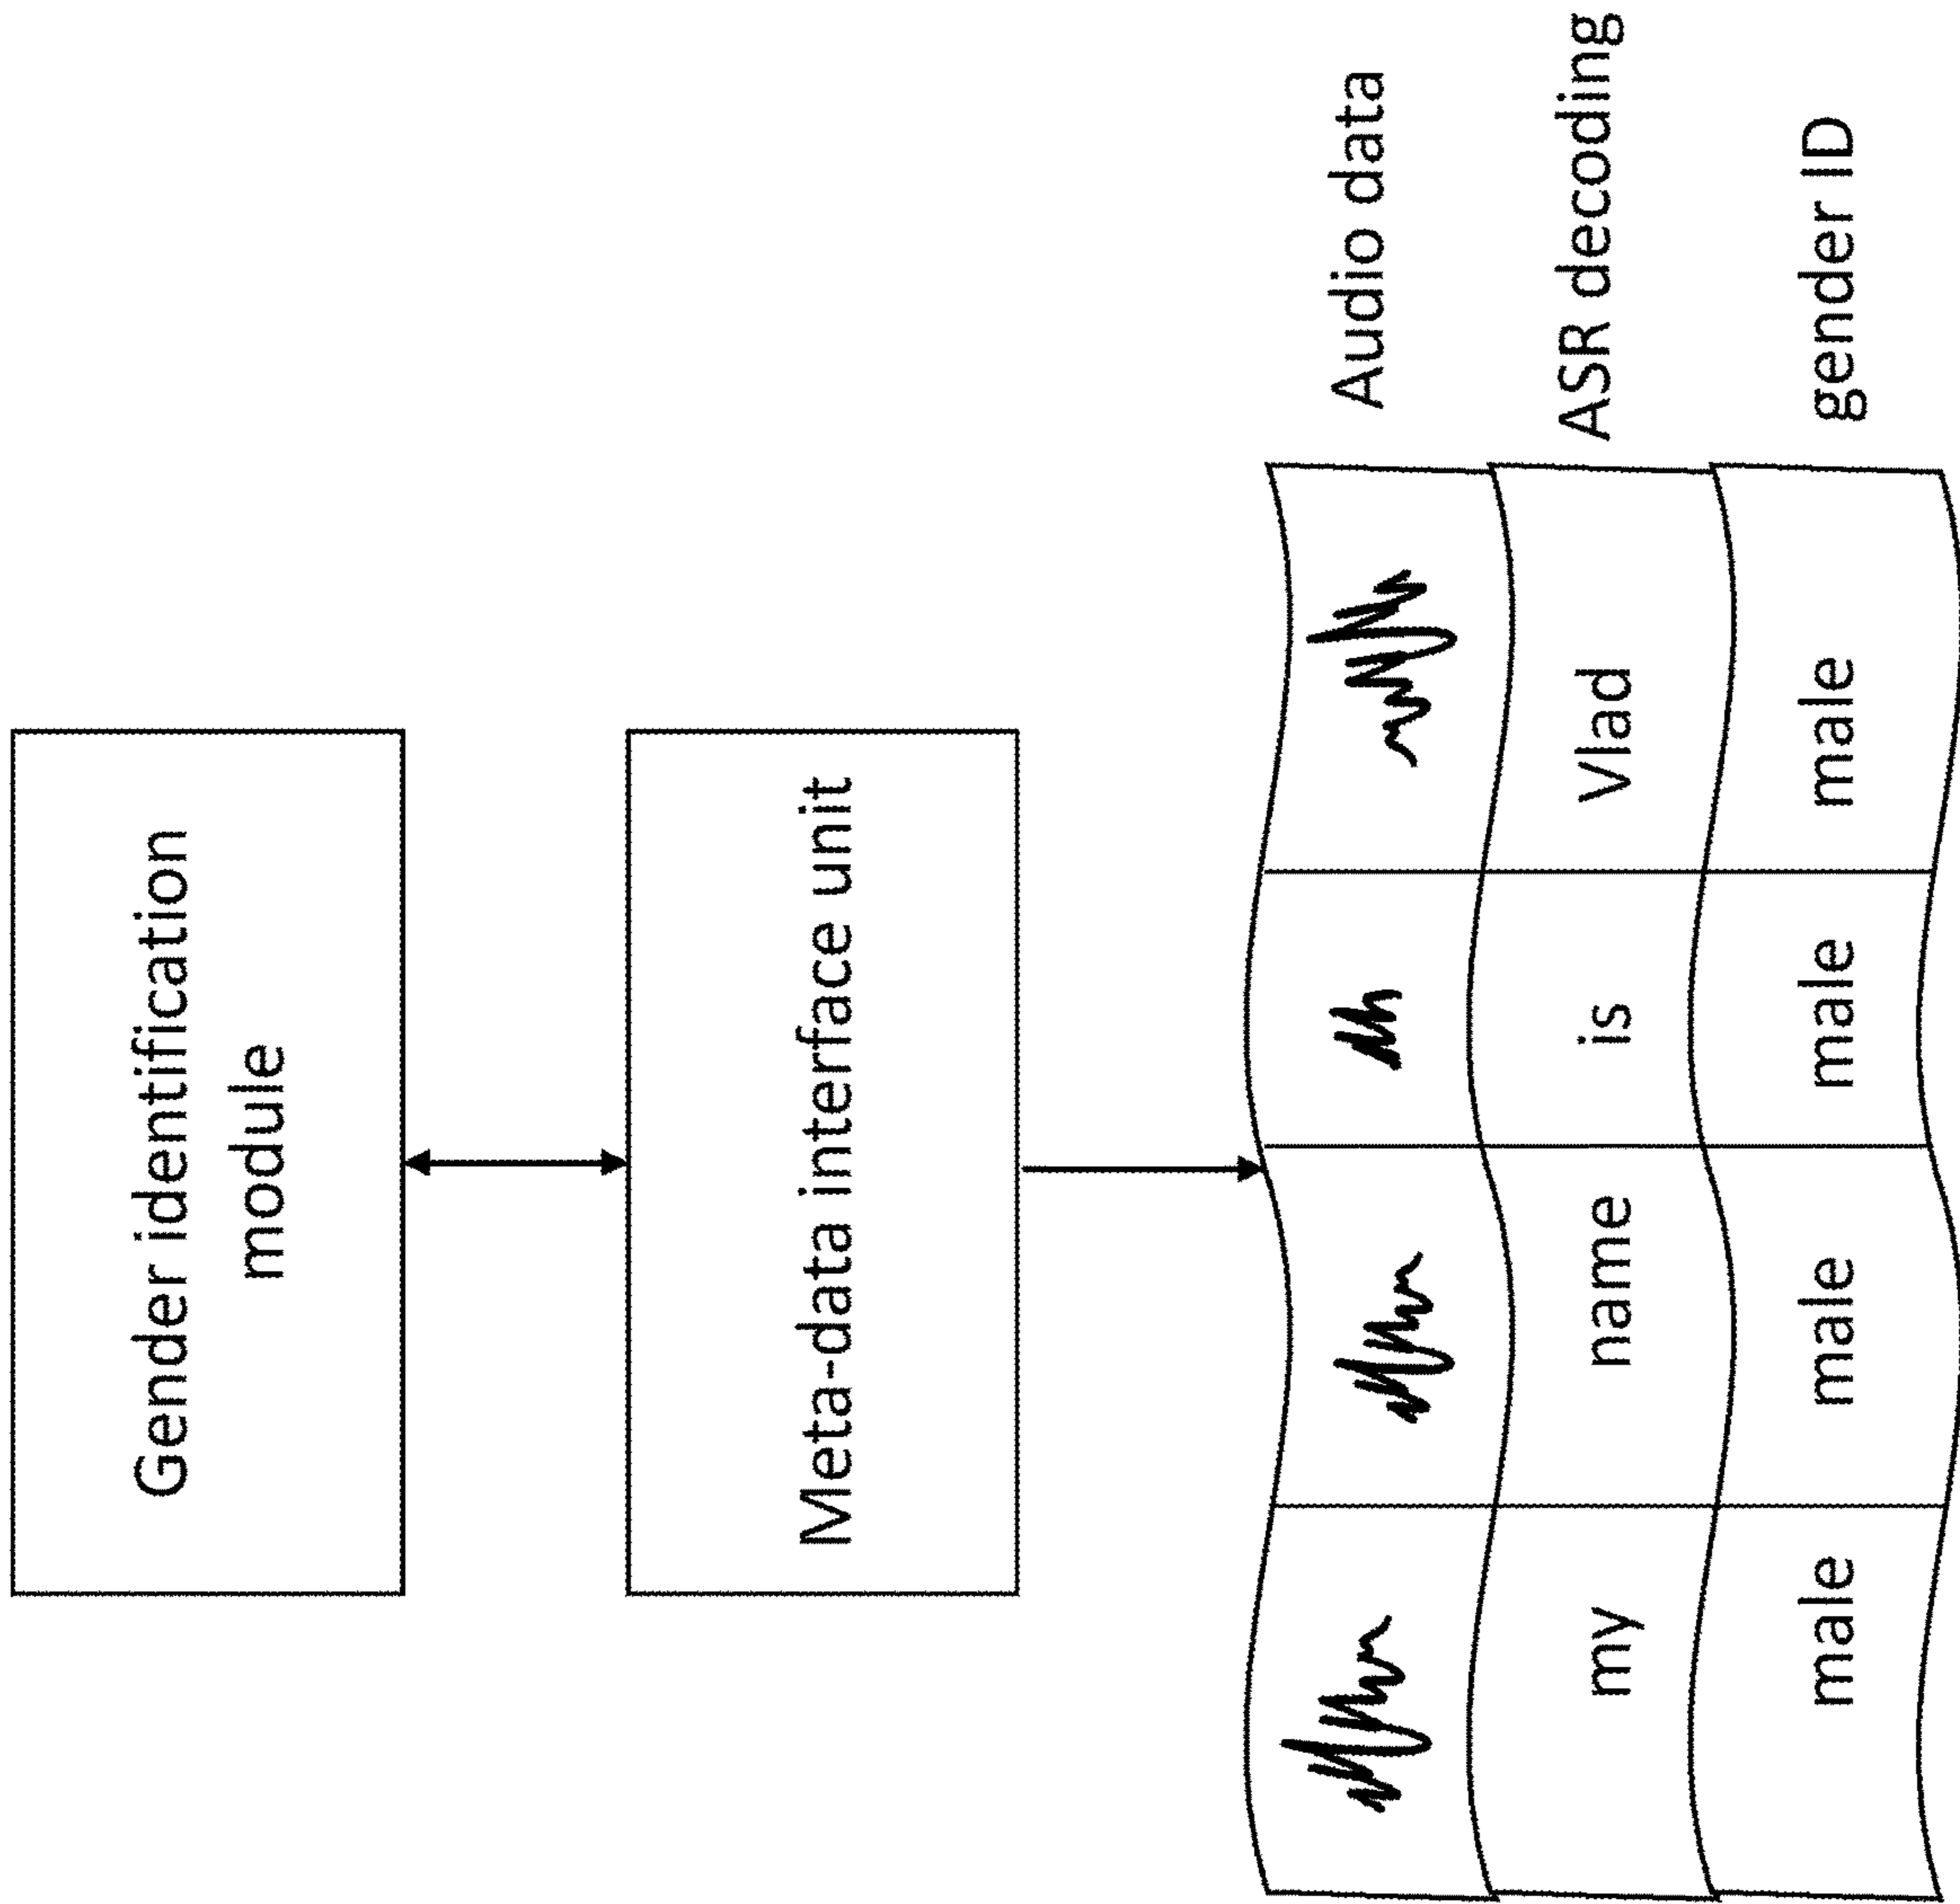 Gender identification
module
Meta-data interface unit
Audio data
my name is Vlad ASR decoding
male male male male gender ID